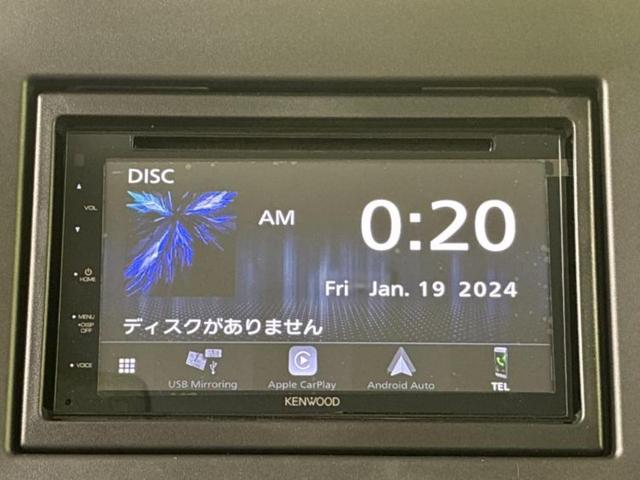 DISC
AM 0:20
Fri Jan. 19 2024
ディスクがありません
VOL
HOME
MENU
DISP
OFF
VOICE
USB Mirroring
Apple CarPlay
Android Auto
TEL
KENWOOD